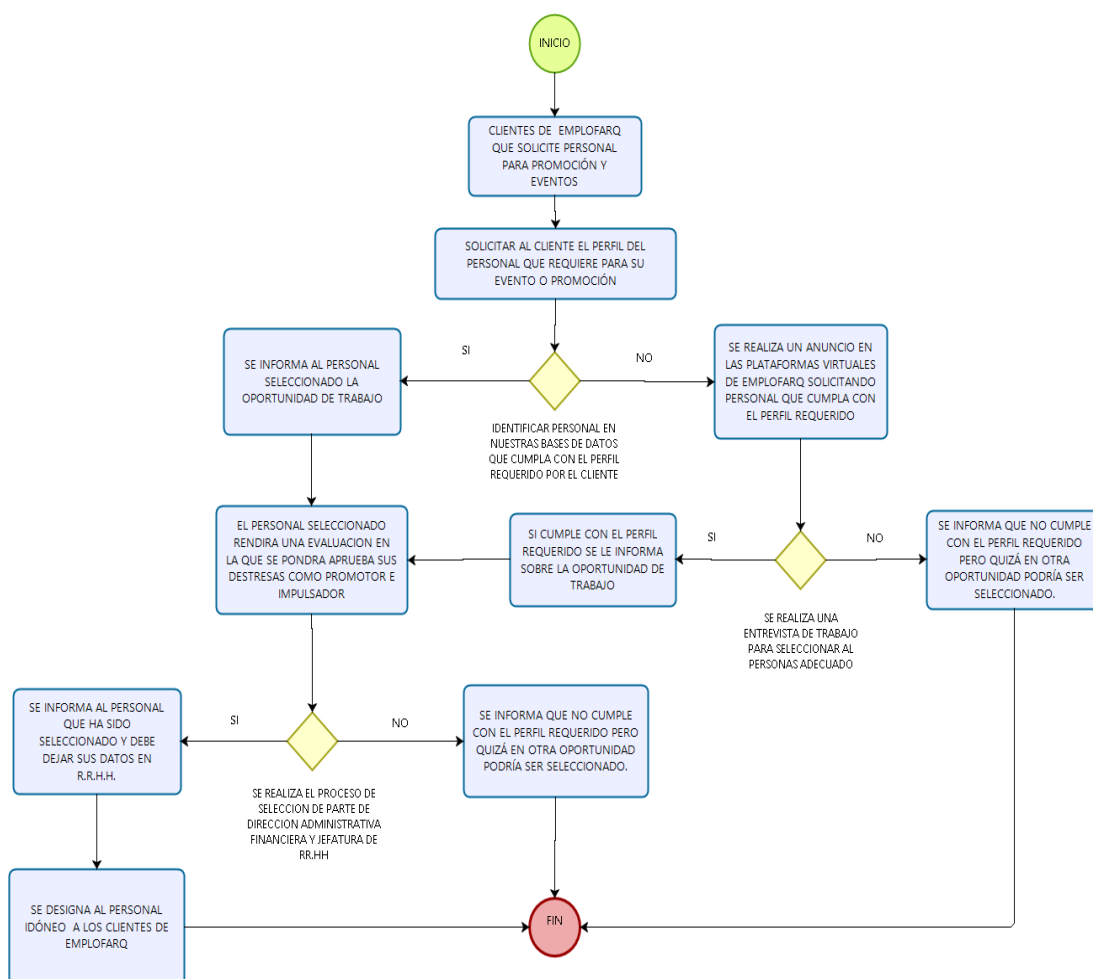 INICIO
CLIENTES DE EMPLOFARQ
QUE SOLICITE PERSONAL
PARA PROMOCIÓN Y
EVENTOS
SOLICITAR AL CLIENTE EL PERFIL DEL
PERSONAL QUE REQUIERE PARA SU
EVENTO O PROMOCIÓN
SI
NO
SE INFORMA AL PERSONAL
SELECCIONADO LA
OPORTUNIDAD DE TRABAJO
SE REALIZA UN ANUNCIO EN
LAS PLATAFORMAS VIRTUALES
DE EMPLOFARQ SOLICITANDO
PERSONAL QUE CUMPLA CON
EL PERFIL REQUERIDO
IDENTIFICAR PERSONAL EN
NUESTRAS BASES DE DATOS
QUE CUMPLA CON EL PERFIL
REQUERIDO POR EL CLIENTE
EL PERSONAL SELECCIONADO
RENDIRA UNA EVALUACION EN
LA QUE SE PONDRA APRUEBA SUS
DESTRESAS COMO PROMOTOR E
IMPULSADOR
SI CUMPLE CON EL PERFIL
REQUERIDO SE LE INFORMA
SOBRE LA OPORTUNIDAD DE
TRABAJO
SI
NO
SE INFORMA QUE NO CUMPLE
CON EL PERFIL REQUERIDO
PERO QUIZÁ EN OTRA
OPORTUNIDAD PODRÍA SER
SELECCIONADO.
SE REALIZA UNA
ENTREVISTA DE TRABAJO
PARA SELECCIONAR AL
PERSONAS ADECUADO
SE INFORMA AL PERSONAL
QUE HA SIDO
SELECCIONADO Y DEBE
DEJAR SUS DATOS EN
R.R.H.H.
SI
NO
SE INFORMA QUE NO CUMPLE
CON EL PERFIL REQUERIDO PERO
QUIZÁ EN OTRA OPORTUNIDAD
PODRÍA SER SELECCIONADO.
SE REALIZA EL PROCESO DE
SELECCION DE PARTE DE
DIRECCION ADMINISTRATIVA
FINANCIERA Y JEFATURA DE
RR.HH
SE DESIGNA AL PERSONAL
IDÓNEO A LOS CLIENTES DE
EMPLOFARQ
FIN